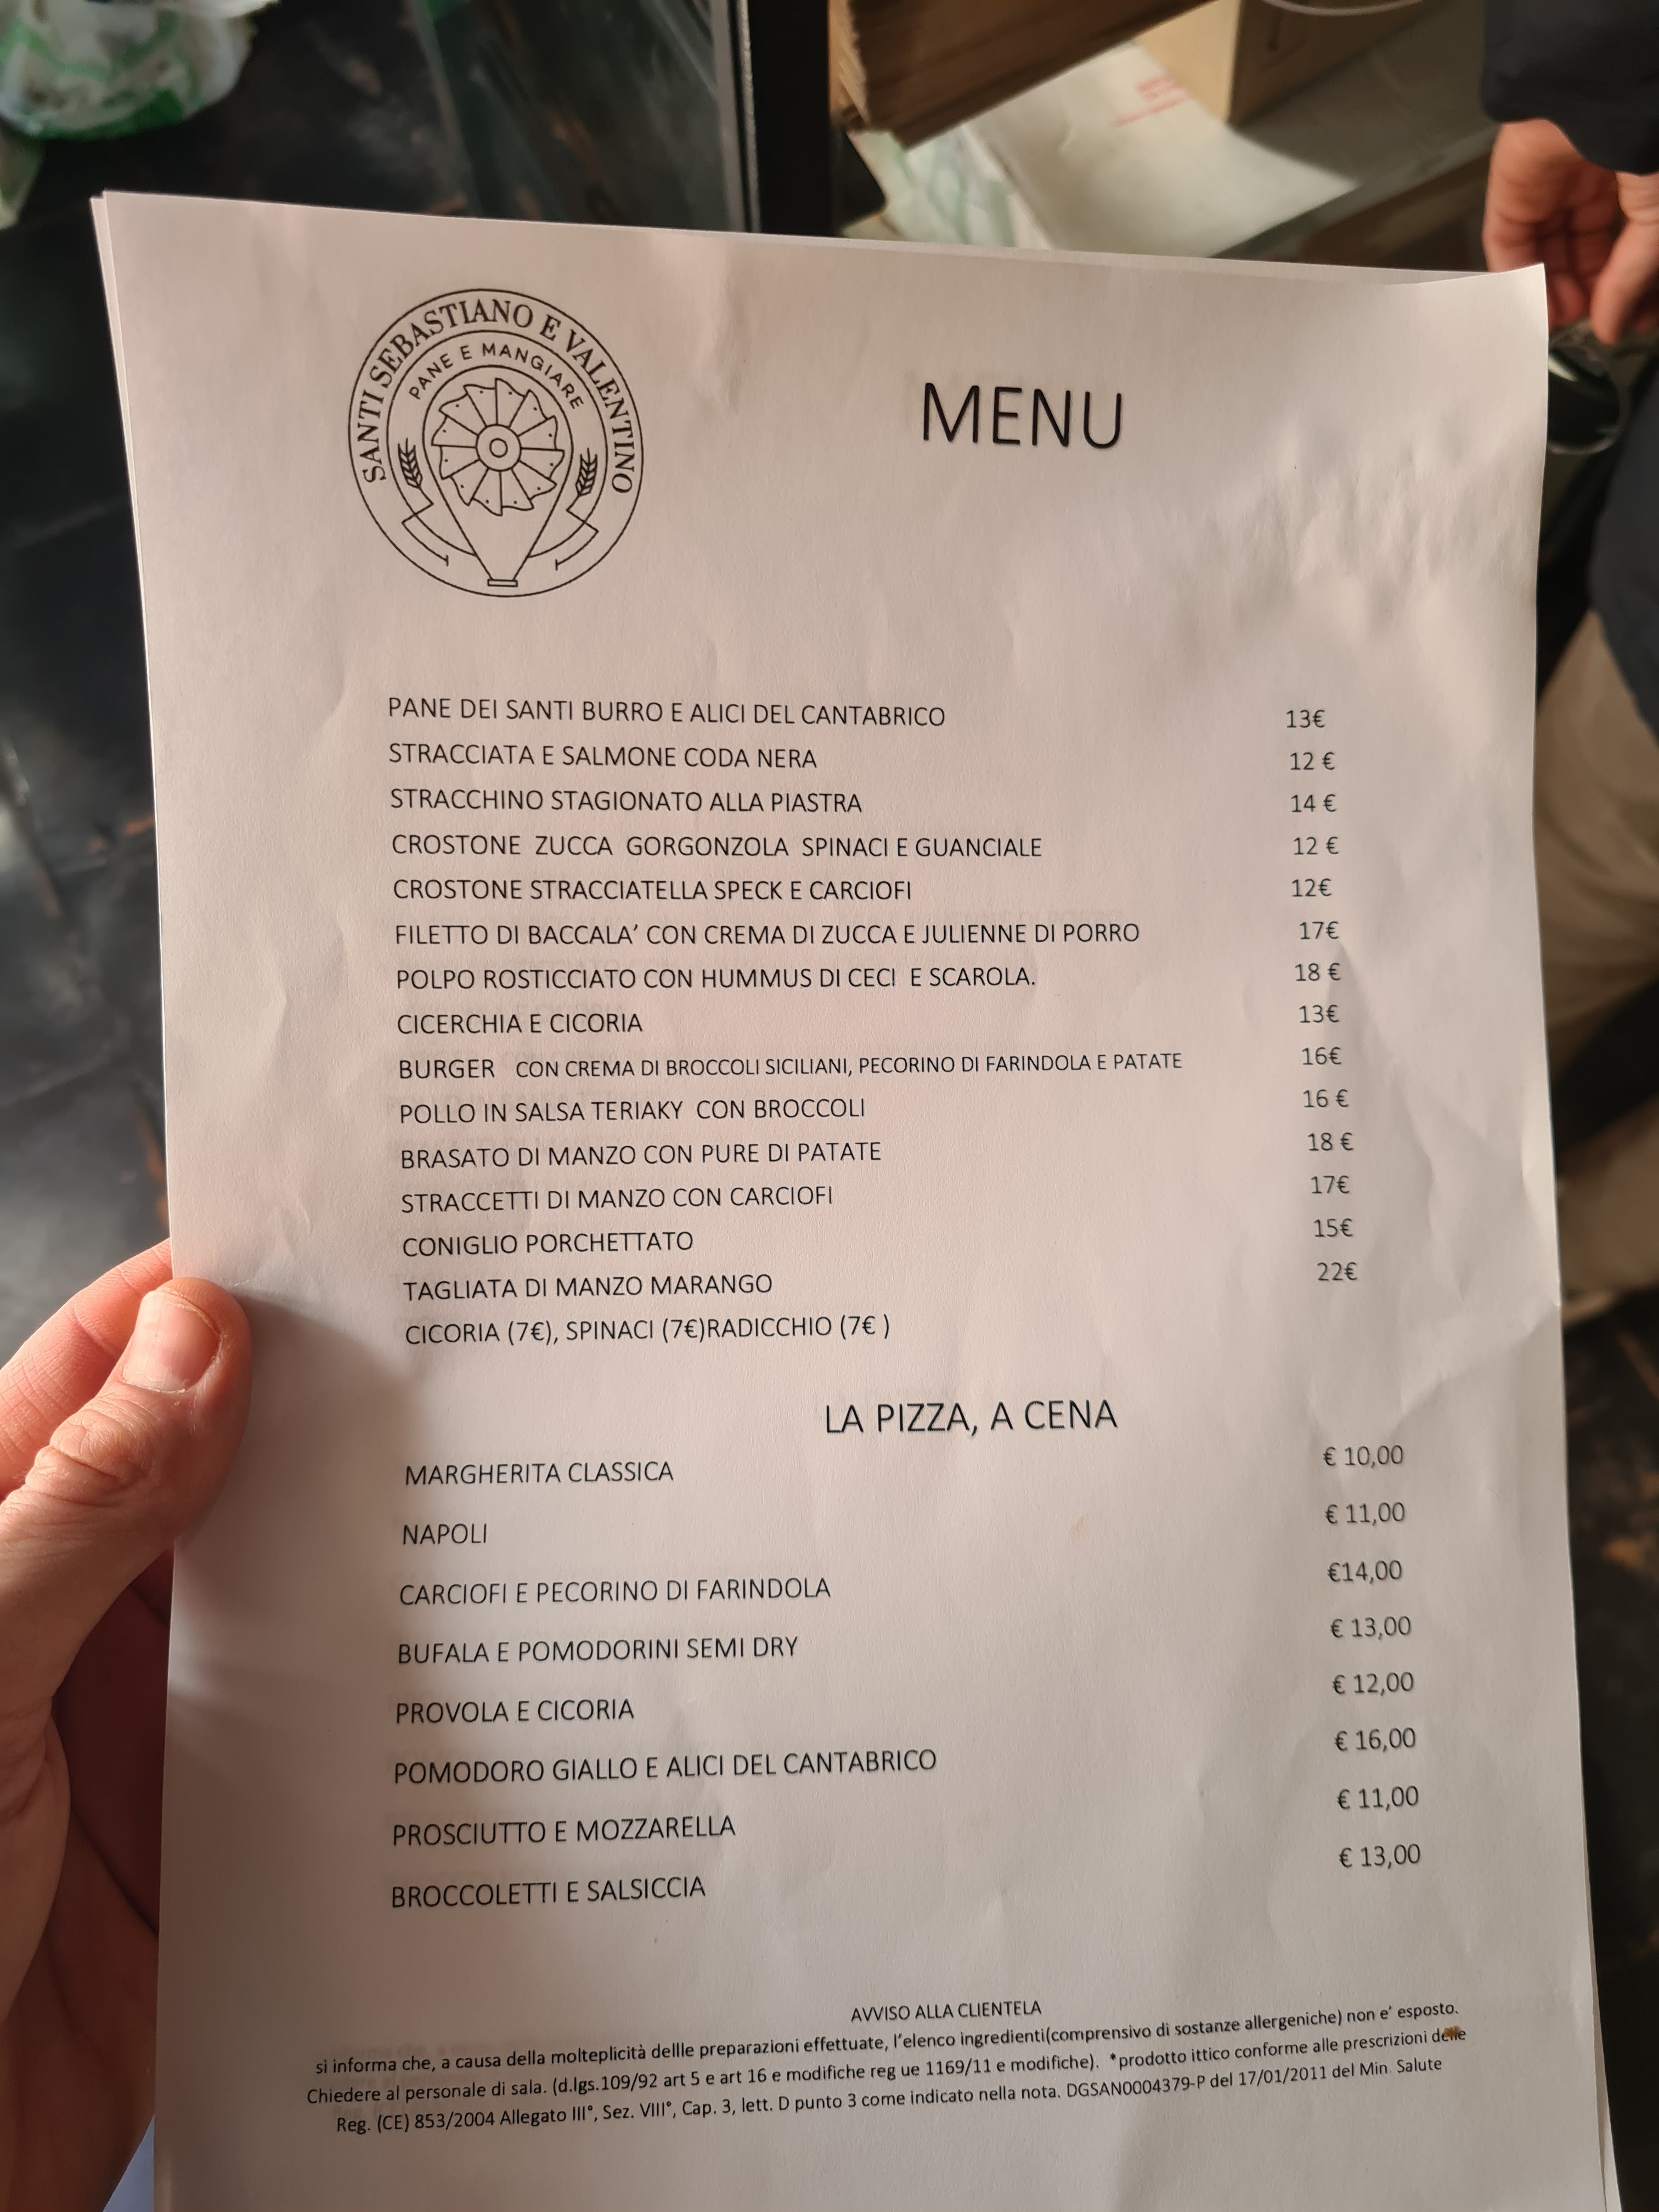 SANTI SEBASTIANO E VALENTINO
PANE E MANGIARE
MENU
PANE DEI SANTI BURRO E ALICI DEL CANTABRICO 13€
STRACCIATA E SALMONE CODA NERA 12 €
STRACCHINO STAGIONATO ALLA PIASTRA 14 €
CROSTONE ZUCCA GORGONZOLA SPINACI E GUANCIALE 12 €
CROSTONE STRACCIATELLA SPECK E CARCIOFI 12€
FILETTO DI BACCALA’ CON CREMA DI ZUCCA E JULIENNE DI PORRO 17€
POLPO ROSTICCIATO CON HUMMUS DI CECI E SCAROLA. 18 €
CICERCHIA E CICORIA 13€
BURGER CON CREMA DI BROCCOLI SICILIANI, PECORINO DI FARINDOLA E PATATE 16€
POLLO IN SALSA TERIAKY CON BROCCOLI 16 €
BRASATO DI MANZO CON PURE DI PATATE 18 €
STRACCETTI DI MANZO CON CARCIOFI 17€
CONIGLIO PORCHETTATO 15€
TAGLIATA DI MANZO MARANGO 22€
CICORIA (7€), SPINACI (7€)RADICCHIO (7€ )
LA PIZZA, A CENA
MARGHERITA CLASSICA € 10,00
NAPOLI € 11,00
CARCIOFI E PECORINO DI FARINDOLA €14,00
BUFALA E POMODORINI SEMI DRY € 13,00
PROVOLA E CICORIA € 12,00
POMODORO GIALLO E ALICI DEL CANTABRICO € 16,00
PROSCIUTTO E MOZZARELLA € 11,00
BROCCOLETTI E SALSICCIA € 13,00
AVVISO ALLA CLIENTELA
si informa che, a causa della molteplicità dellle preparazioni effettuate, l’elenco ingredienti(comprensivo di sostanze allergeniche) non e’ esposto.
Chiedere al personale di sala. (d.lgs.109/92 art 5 e art 16 e modifiche reg ue 1169/11 e modifiche). *prodotto ittico conforme alle prescrizioni delle
Reg. (CE) 853/2004 Allegato III°, Sez. VIII°, Cap. 3, lett. D punto 3 come indicato nella nota. DGSAN0004379-P del 17/01/2011 del Min. Salute